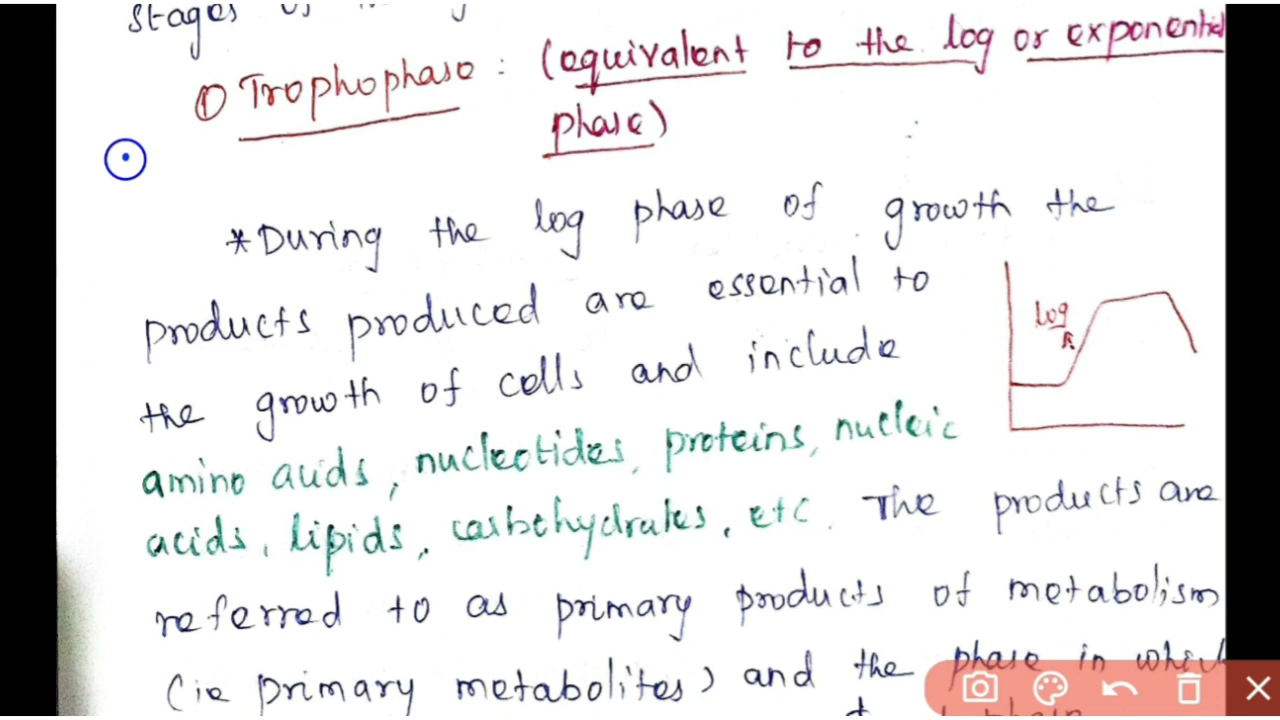 stages of
① Trophophase : (equivalent to the log or exponential
phase)
* During the log phase of growth the
products produced are essential to
the growth of cells and include
log
amino acids, nucleotides, proteins, nucleic
acids, lipids, carbohydrates, etc. The products are
referred to as primary products of metabolism
(ie primary metabolites) and the phase in which